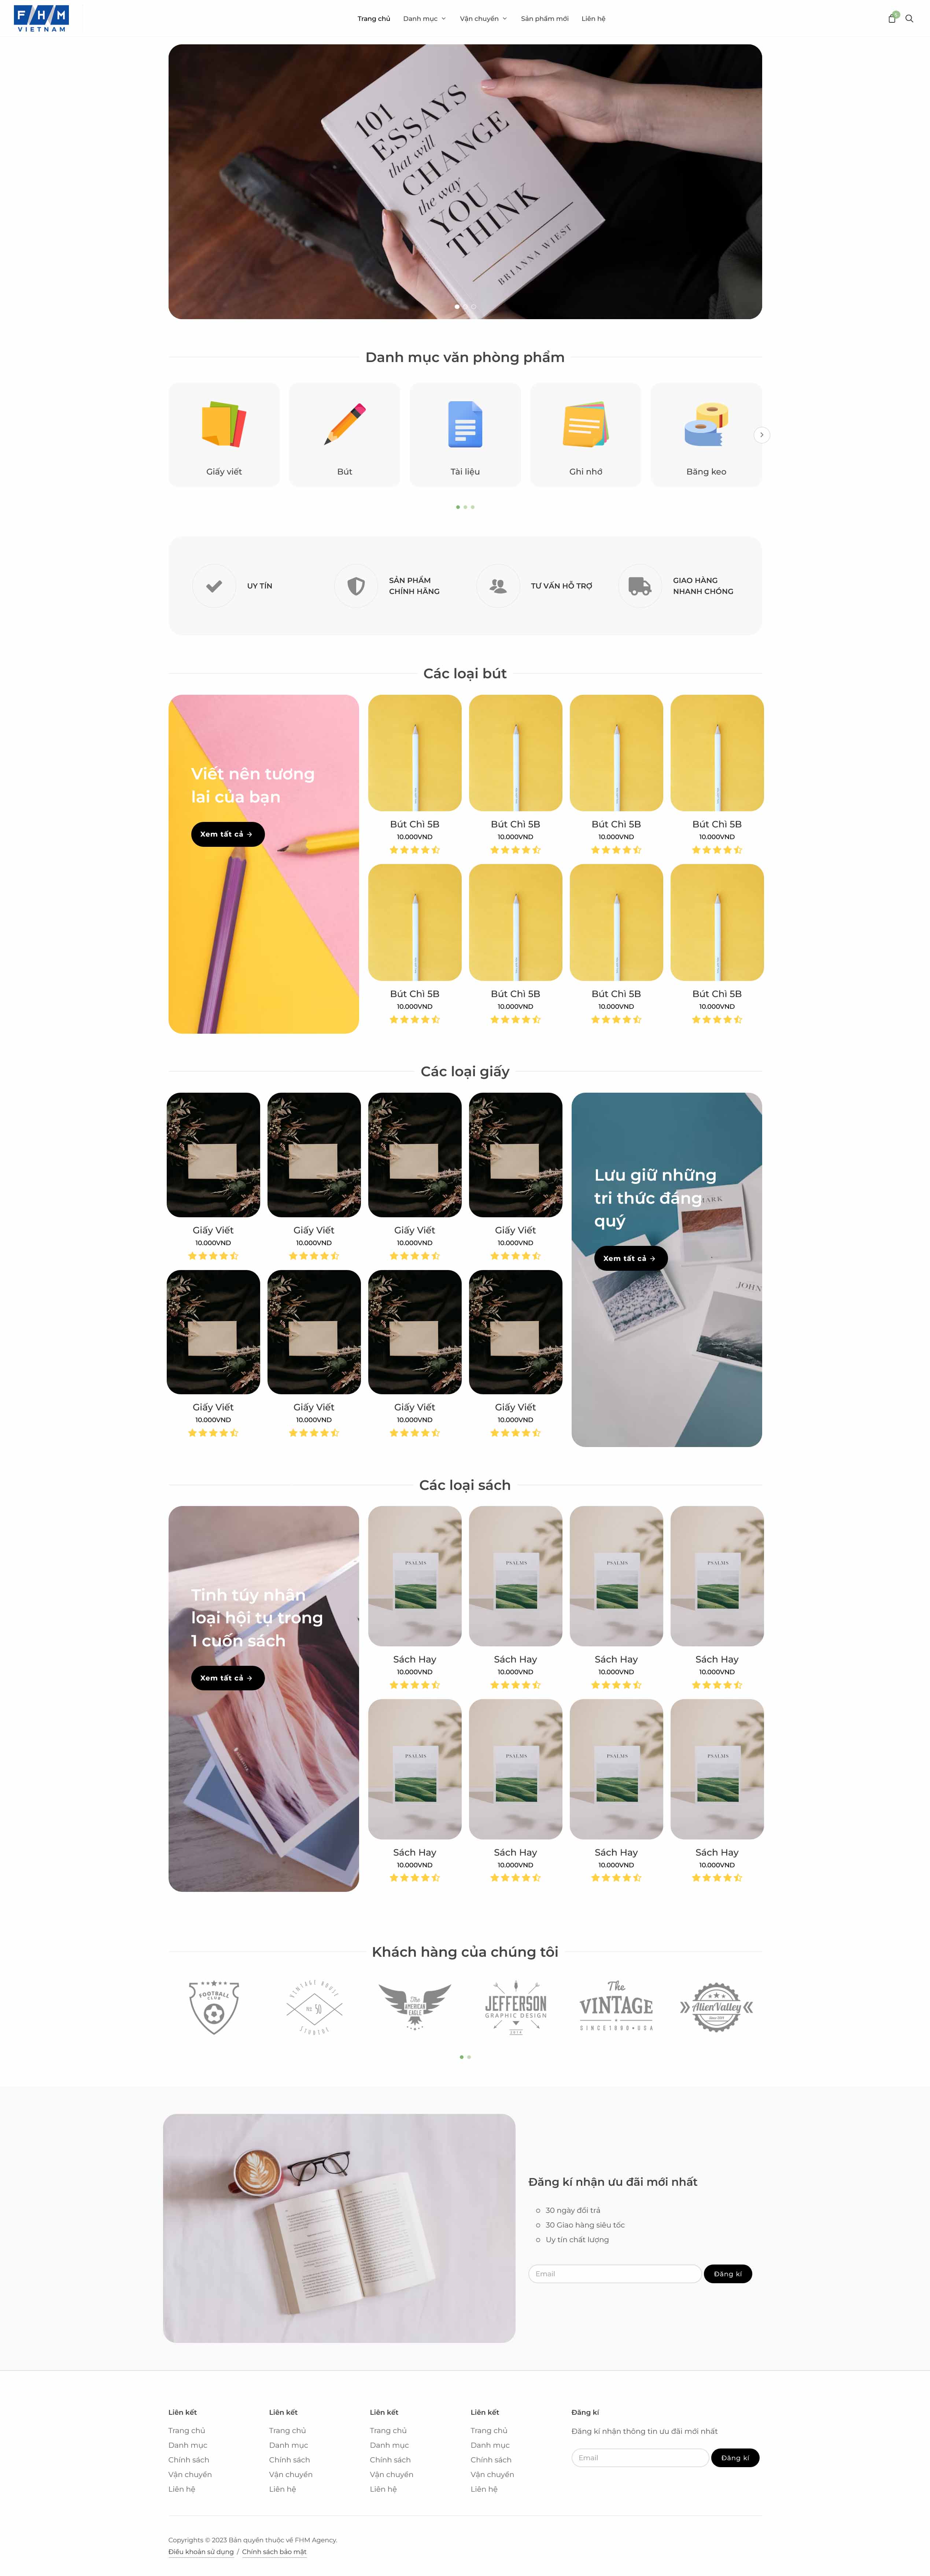 FHM
VIETNAM
Trang chủ
Danh mục
Vận chuyển
Sản phẩm mới
Liên hệ
101
ESSAYS
that will
CHANGE
the way
YOU
THINK
BRIANNA WIEST
Danh mục văn phòng phẩm
Giấy viết
Bút
Tài liệu
Ghi nhớ
Băng keo
UY TÍN
SẢN PHẨM
CHÍNH HÃNG
TƯ VẤN HỖ TRỢ
GIAO HÀNG
NHANH CHÓNG
Các loại bút
Viết nên tương
lai của bạn
Xem tất cả →
Bút Chì 5B
10.000VND
Bút Chì 5B
10.000VND
Bút Chì 5B
10.000VND
Bút Chì 5B
10.000VND
Bút Chì 5B
10.000VND
Bút Chì 5B
10.000VND
Bút Chì 5B
10.000VND
Bút Chì 5B
10.000VND
Các loại giấy
Giấy Viết
10.000VND
Giấy Viết
10.000VND
Giấy Viết
10.000VND
Giấy Viết
10.000VND
Giấy Viết
10.000VND
Giấy Viết
10.000VND
Giấy Viết
10.000VND
Giấy Viết
10.000VND
Lưu giữ những
tri thức đáng
quý
Xem tất cả →
Các loại sách
Tinh túy nhân
loại hội tụ trong
1 cuốn sách
Xem tất cả →
PSALMS
Sách Hay
10.000VND
PSALMS
Sách Hay
10.000VND
PSALMS
Sách Hay
10.000VND
PSALMS
Sách Hay
10.000VND
PSALMS
Sách Hay
10.000VND
PSALMS
Sách Hay
10.000VND
PSALMS
Sách Hay
10.000VND
PSALMS
Sách Hay
10.000VND
Khách hàng của chúng tôi
FOOTBALL
CLUB
The
AMERICAN
EAGLE
JEFFERSON
GRAPHIC DESIGN
The
VINTAGE
SINCE 1890 ★ USA
AlienValley
Đăng kí nhận ưu đãi mới nhất
30 ngày đổi trả
30 Giao hàng siêu tốc
Uy tín chất lượng
Email
Đăng kí
Liên kết
Trang chủ
Danh mục
Chính sách
Vận chuyển
Liên hệ
Liên kết
Trang chủ
Danh mục
Chính sách
Vận chuyển
Liên hệ
Liên kết
Trang chủ
Danh mục
Chính sách
Vận chuyển
Liên hệ
Liên kết
Trang chủ
Danh mục
Chính sách
Vận chuyển
Liên hệ
Đăng kí
Đăng kí nhận thông tin ưu đãi mới nhất
Email
Đăng kí
Copyrights © 2023 Bản quyền thuộc về FHM Agency.
Điều khoản sử dụng / Chính sách bảo mật